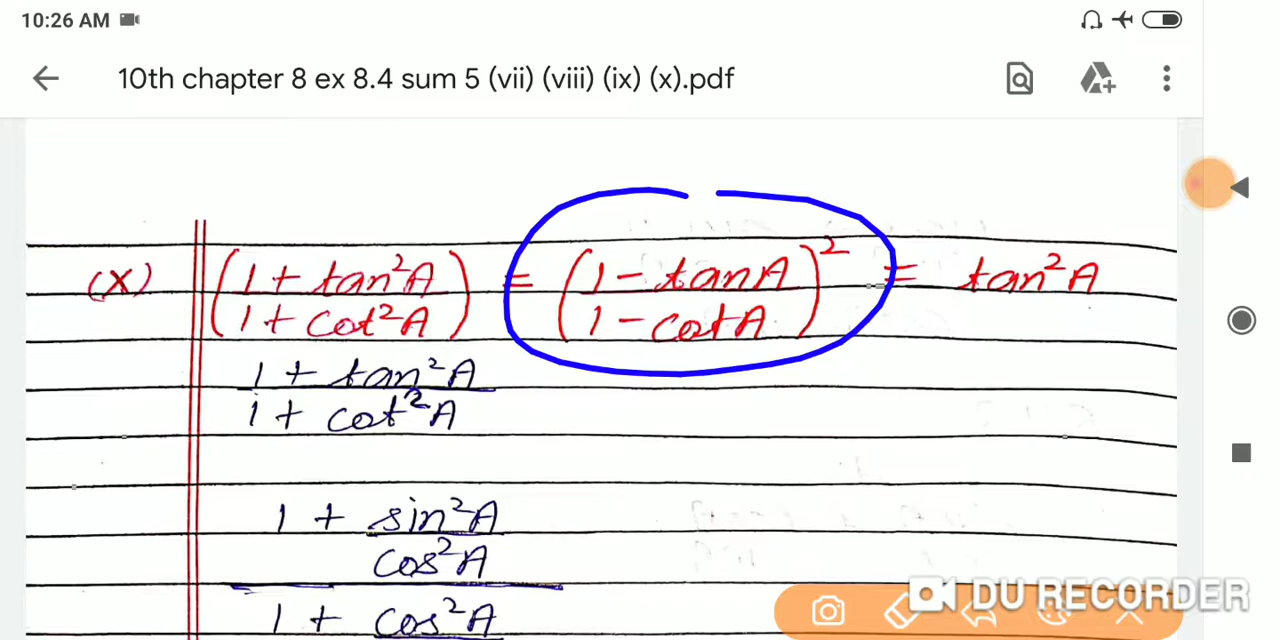 10:26 AM
10th chapter 8 ex 8.4 sum 5 (vii) (viii) (ix) (x).pdf
(X) (1 + tan²A / 1 + cot²A) = (1 - tanA / 1 - cotA)² = tan²A
1 + tan²A
1 + cot²A
1 + sin²A
cos²A
1 + cos²A
DU RECORDER